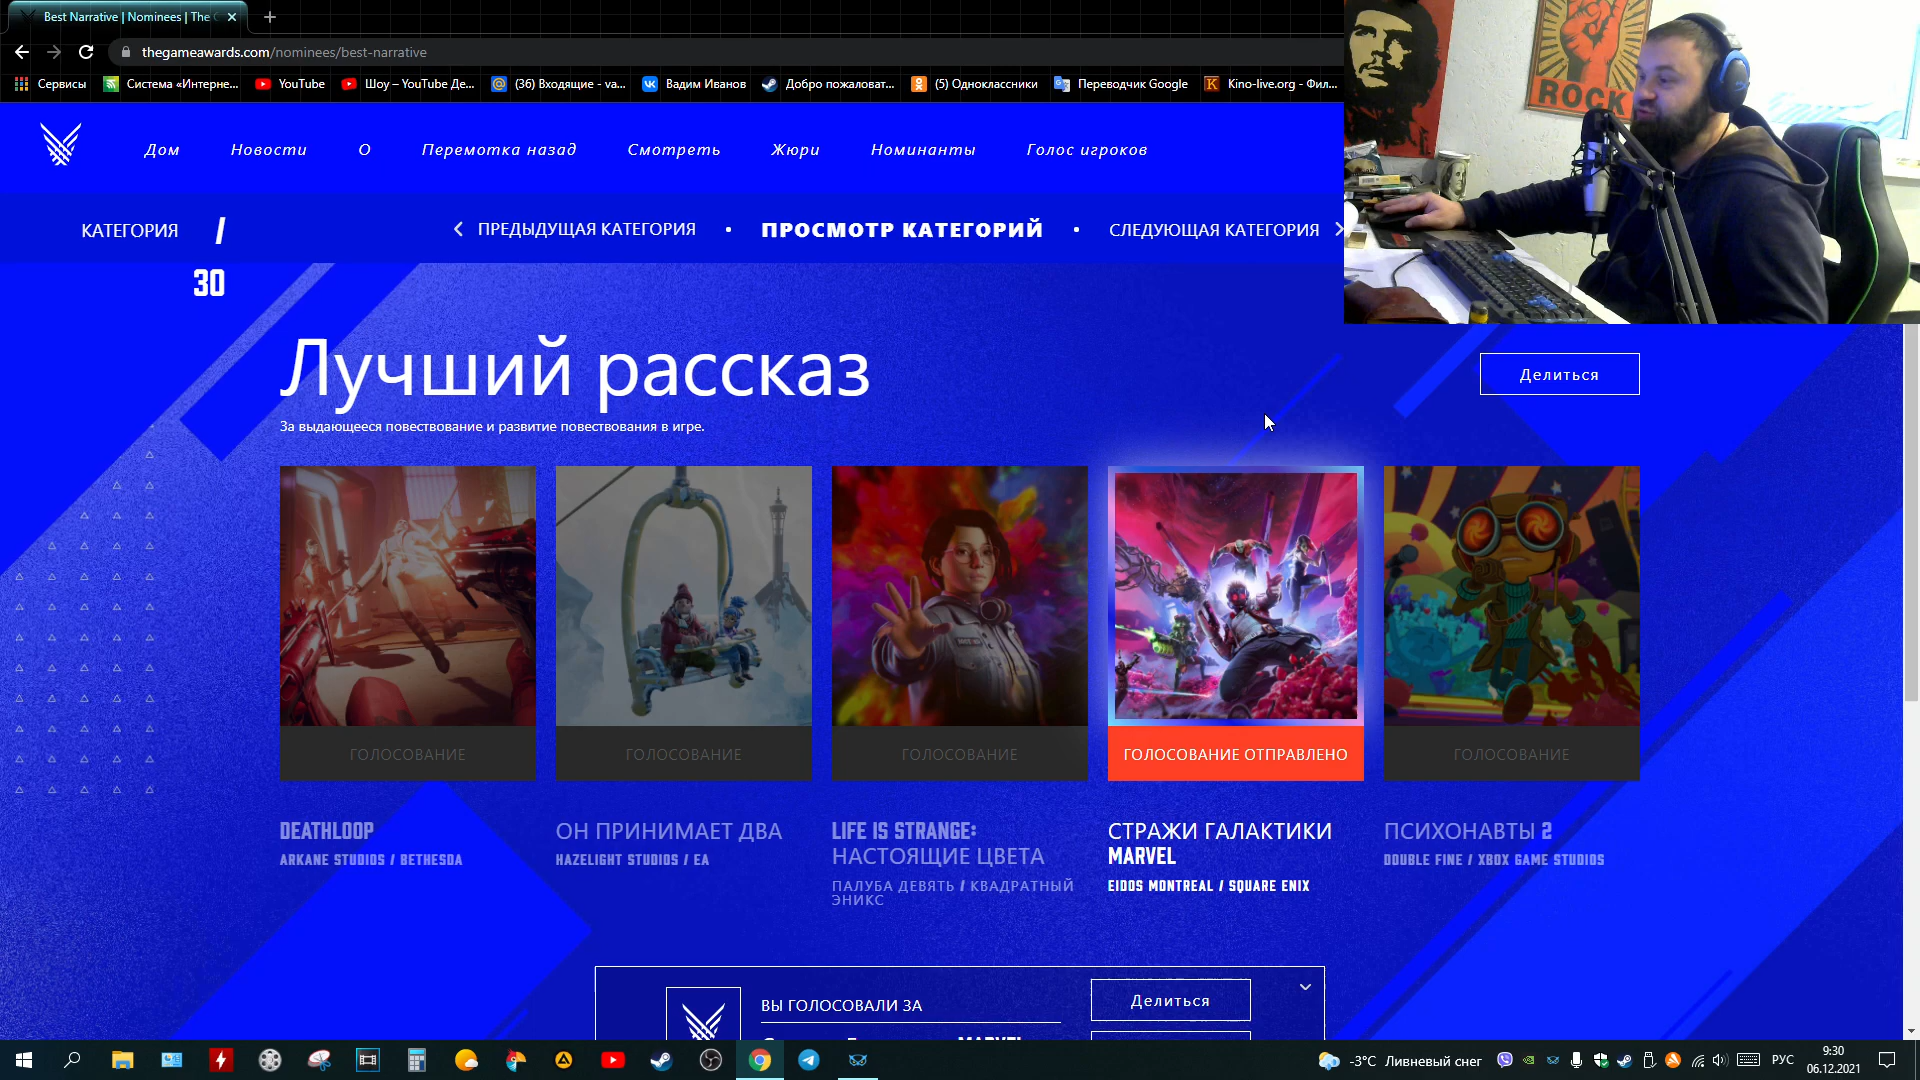 Best Narrative | Nominees | The
thegameawards.com/nominees/best-narrative
Сервисы
Система «Интерне...
YouTube
Шоу – YouTube Де...
(36) Входящие - va...
Вадим Иванов
Добро пожаловат...
(5) Одноклассники
Переводчик Google
Kino-live.org - Фил...
ROCK
Дом
Новости
О
Перемотка назад
Смотреть
Жюри
Номинанты
Голос игроков
КАТЕГОРИЯ / 30
ПРЕДЫДУЩАЯ КАТЕГОРИЯ
ПРОСМОТР КАТЕГОРИЙ
СЛЕДУЮЩАЯ КАТЕГОРИЯ
Лучший рассказ
Делиться
За выдающееся повествование и развитие повествования в игре.
ГОЛОСОВАНИЕ
ГОЛОСОВАНИЕ
ГОЛОСОВАНИЕ
ГОЛОСОВАНИЕ ОТПРАВЛЕНО
ГОЛОСОВАНИЕ
DEATHLOOP
ARKANE STUDIOS / BETHESDA
ОН ПРИНИМАЕТ ДВА
HAZELIGHT STUDIOS / EA
LIFE IS STRANGE:
НАСТОЯЩИЕ ЦВЕТА
ПАЛУБА ДЕВЯТЬ / КВАДРАТНЫЙ
ЭНИКС
СТРАЖИ ГАЛАКТИКИ
MARVEL
EIDOS MONTREAL / SQUARE ENIX
ПСИХОНАВТЫ 2
DOUBLE FINE / XBOX GAME STUDIOS
ВЫ ГОЛОСОВАЛИ ЗА
Делиться
-3°C Ливневый снег
РУС
9:30
06.12.2021